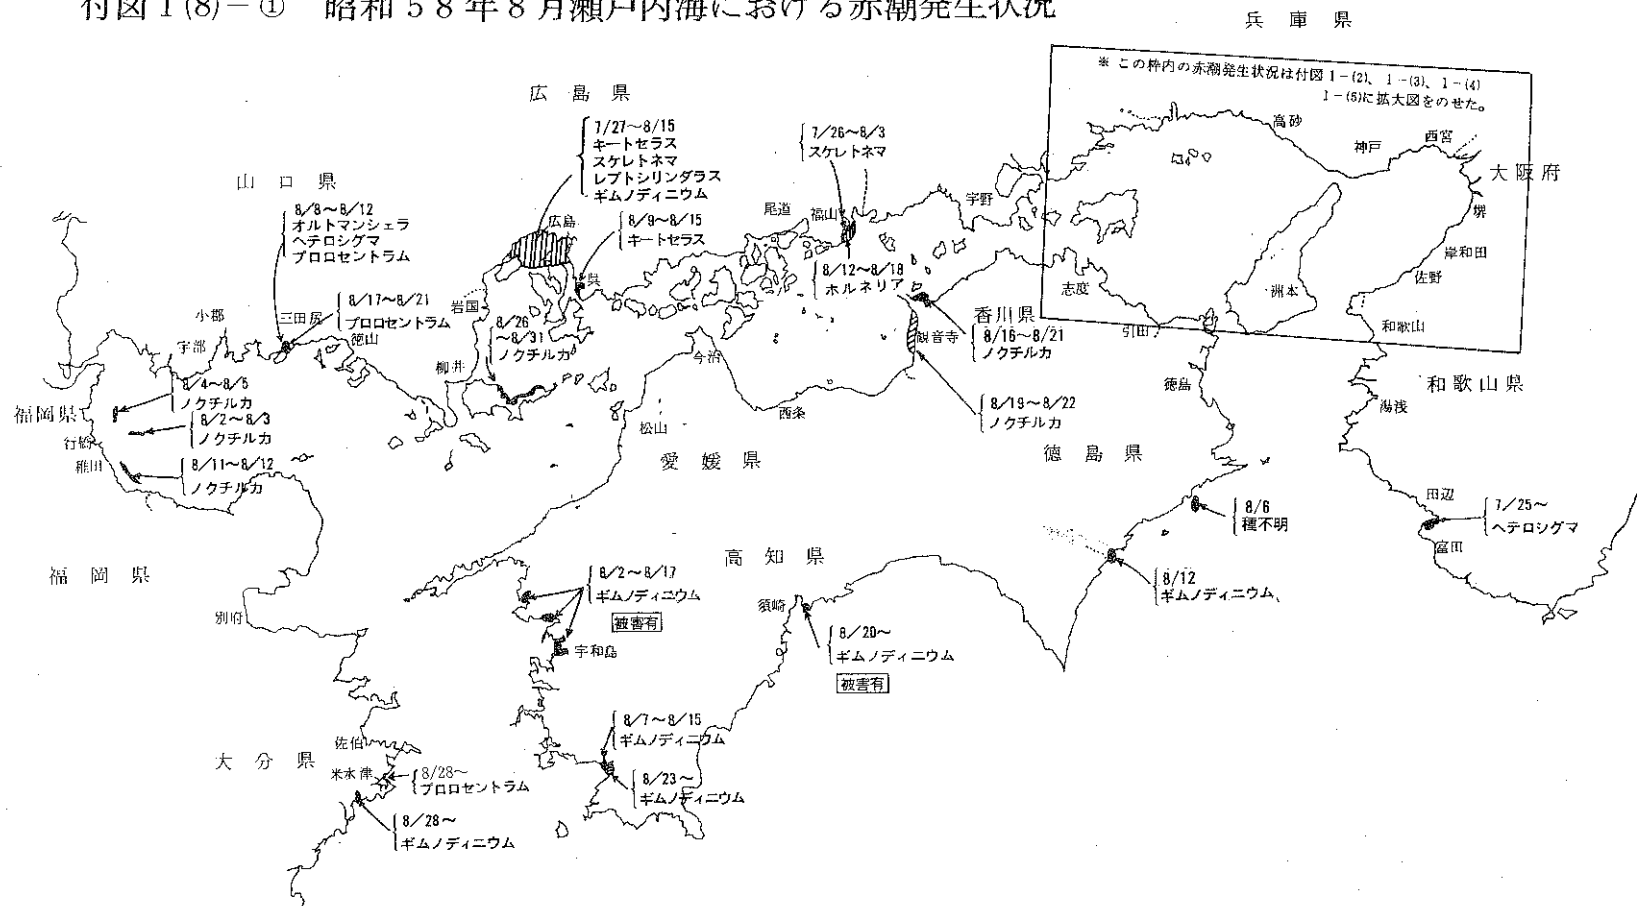 付図1(8)-① 昭和58年8月瀬戸内海における赤潮発生状況
兵庫県
※ この枠内の赤潮発生状況は付図1-(2)、1-(3)、1-(4)
1-(5)に拡大図をのせた。
広島県
7/27〜8/15
キートセラス
スケレトネマ
レプトシリンダラス
ギムノディニウム
7/26〜8/3
スケレトネマ
高砂
神戸
西宮
大阪府
堺
岸和田
佐野
洲本
和歌山
山口県
8/8〜8/12
オルトマンシェラ
ヘテロシグマ
プロロセントラム
広島
8/9〜8/15
キートセラス
呉
尾道
福山
宇野
8/12〜8/18
ホルネリア
志度
引田
香川県
8/16〜8/21
ノクチルカ
観音寺
8/17〜8/21
プロロセントラム
小郡
三田尻
徳山
宇部
岩国
柳井
8/26
〜8/31
ノクチルカ
今治
西条
松山
8/19〜8/22
ノクチルカ
徳島
和歌山県
湯浅
8/4〜8/5
ノクチルカ
福岡県
8/2〜8/3
ノクチルカ
行橋
椎田
8/11〜8/12
ノクチルカ
愛媛県
徳島県
田辺
7/25〜
ヘテロシグマ
富田
8/6
種不明
8/12
ギムノディニウム、
福岡県
高知県
別府
8/2〜8/17
ギムノディニウム
被害有
宇和島
須崎
8/20〜
ギムノディニウム
被害有
8/7〜8/15
ギムノディニウム
8/23〜
ギムノディニウム
大分県
佐伯
米水津
8/28〜
プロロセントラム
8/28〜
ギムノディニウム